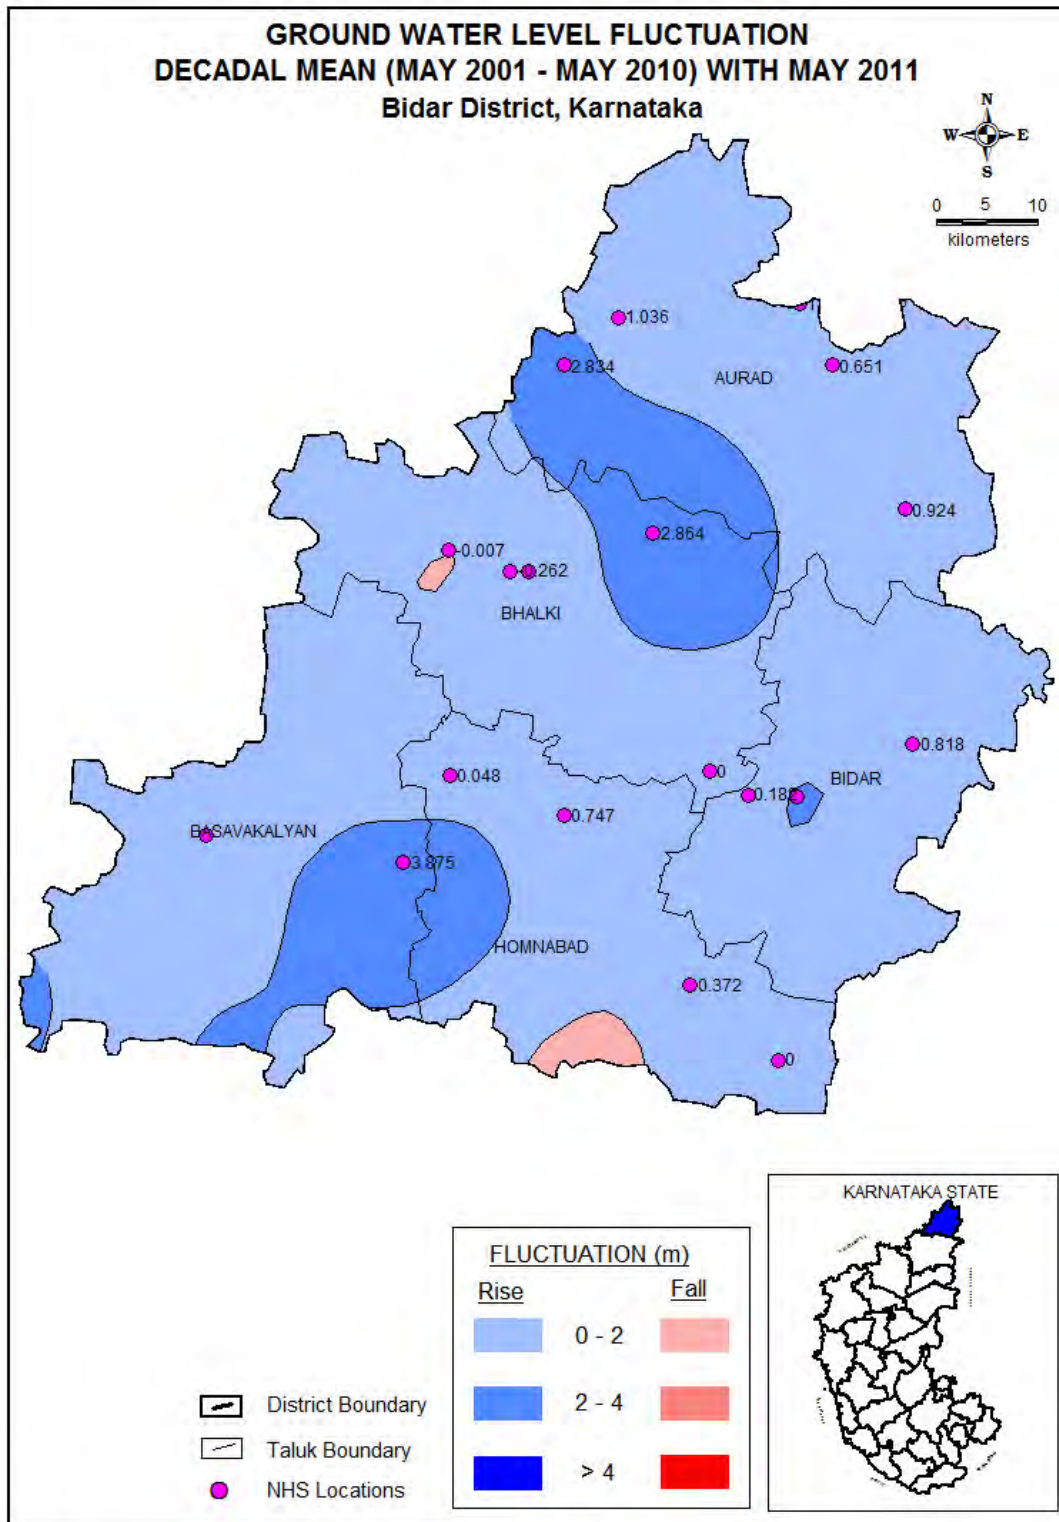 GROUND WATER LEVEL FLUCTUATION
DECADAL MEAN (MAY 2001 - MAY 2010) WITH MAY 2011
Bidar District, Karnataka
N
W E
S
0 5 10
kilometers
1.036
2.834
0.651
AURAD
0.924
2.864
-0.007
BHALKI
0.818
0
BIDAR
0.048
0.747
BASAVAKALYAN
3.875
HOMNABAD
0.372
0
KARNATAKA STATE
FLUCTUATION (m)
Rise Fall
0 - 2
2 - 4
> 4
District Boundary
Taluk Boundary
NHS Locations